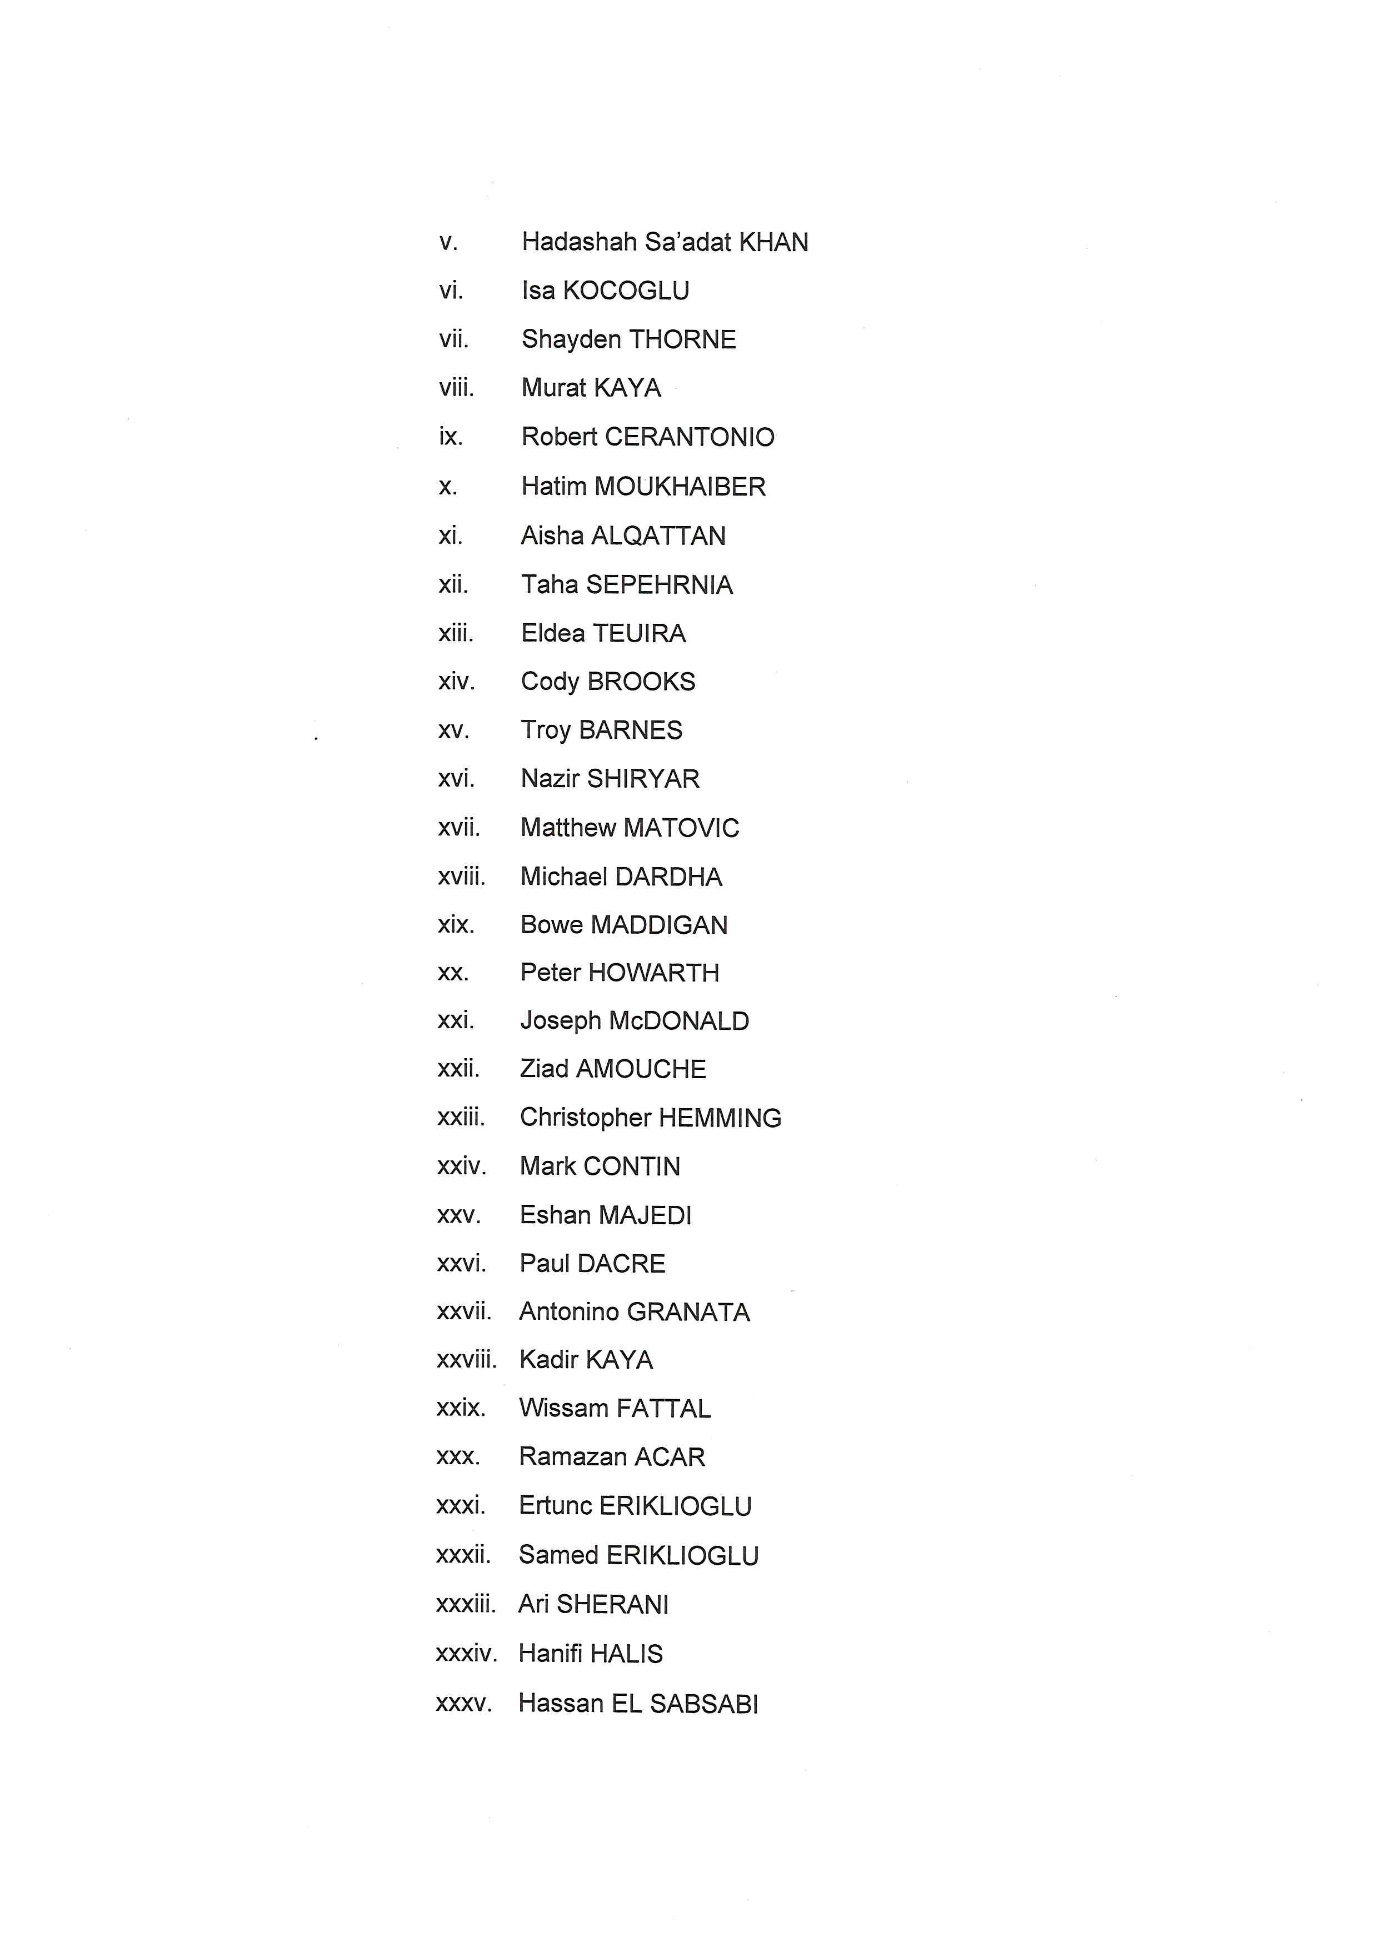 v. Hadashah Sa'adat KHAN
vi. Isa KOCOGLU
vii. Shayden THORNE
viii. Murat KAYA
ix. Robert CERANTONIO
x. Hatim MOUKHAIBER
xi. Aisha ALQATTAN
xii. Taha SEPEHRNIA
xiii. Eldea TEUIRA
xiv. Cody BROOKS
xv. Troy BARNES
xvi. Nazir SHIRYAR
xvii. Matthew MATOVIC
xviii. Michael DARDHA
xix. Bowe MADDIGAN
xx. Peter HOWARTH
xxi. Joseph McDONALD
xxii. Ziad AMOUCHE
xxiii. Christopher HEMMING
xxiv. Mark CONTIN
xxv. Eshan MAJEDI
xxvi. Paul DACRE
xxvii. Antonino GRANATA
xxviii. Kadir KAYA
xxix. Wissam FATTAL
xxx. Ramazan ACAR
xxxi. Ertunc ERIKLIOGLU
xxxii. Samed ERIKLIOGLU
xxxiii. Ari SHERANI
xxxiv. Hanifi HALIS
xxxv. Hassan EL SABSABI